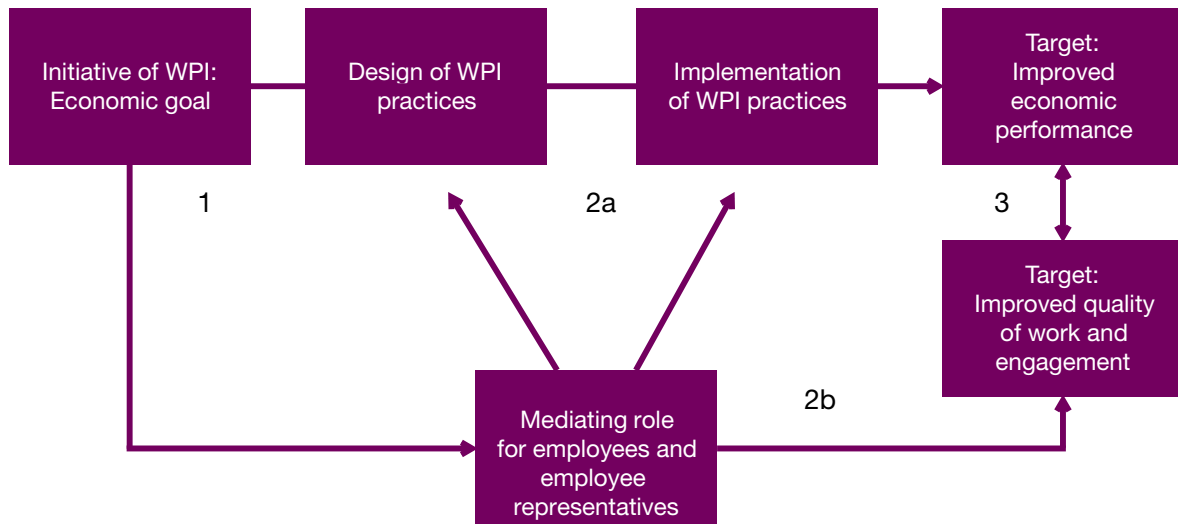 Initiative of WPI:
Economic goal
Design of WPI
practices
Implementation
of WPI practices
Target:
Improved
economic
performance
1
2a
3
Target:
Improved quality
of work and
engagement
2b
Mediating role
for employees and
employee
representatives